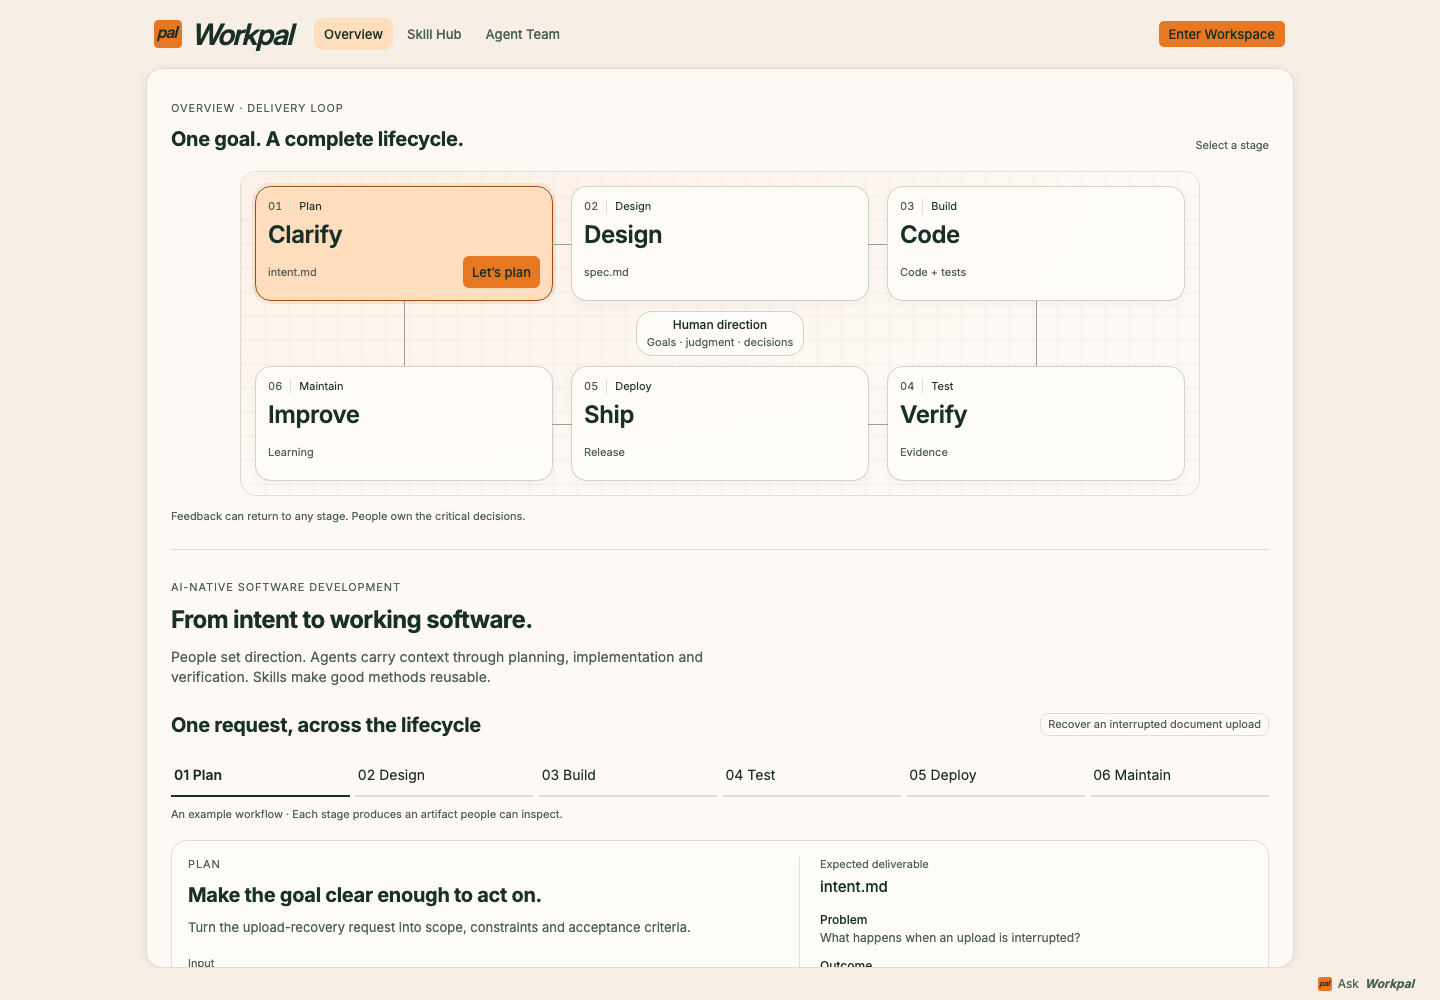 pal Workpal Overview Skill Hub Agent Team Enter Workspace
OVERVIEW · DELIVERY LOOP
One goal. A complete lifecycle.
Select a stage
01 Plan
Clarify
intent.md
Let's plan
02 Design
Design
spec.md
03 Build
Code
Code + tests
Human direction
Goals · judgment · decisions
06 Maintain
Improve
Learning
05 Deploy
Ship
Release
04 Test
Verify
Evidence
Feedback can return to any stage. People own the critical decisions.
AI-NATIVE SOFTWARE DEVELOPMENT
From intent to working software.
People set direction. Agents carry context through planning, implementation and
verification. Skills make good methods reusable.
One request, across the lifecycle
Recover an interrupted document upload
01 Plan 02 Design 03 Build 04 Test 05 Deploy 06 Maintain
An example workflow · Each stage produces an artifact people can inspect.
PLAN
Make the goal clear enough to act on.
Turn the upload-recovery request into scope, constraints and acceptance criteria.
Input
Expected deliverable
intent.md
Problem
What happens when an upload is interrupted?
Outcome
pal Ask Workpal